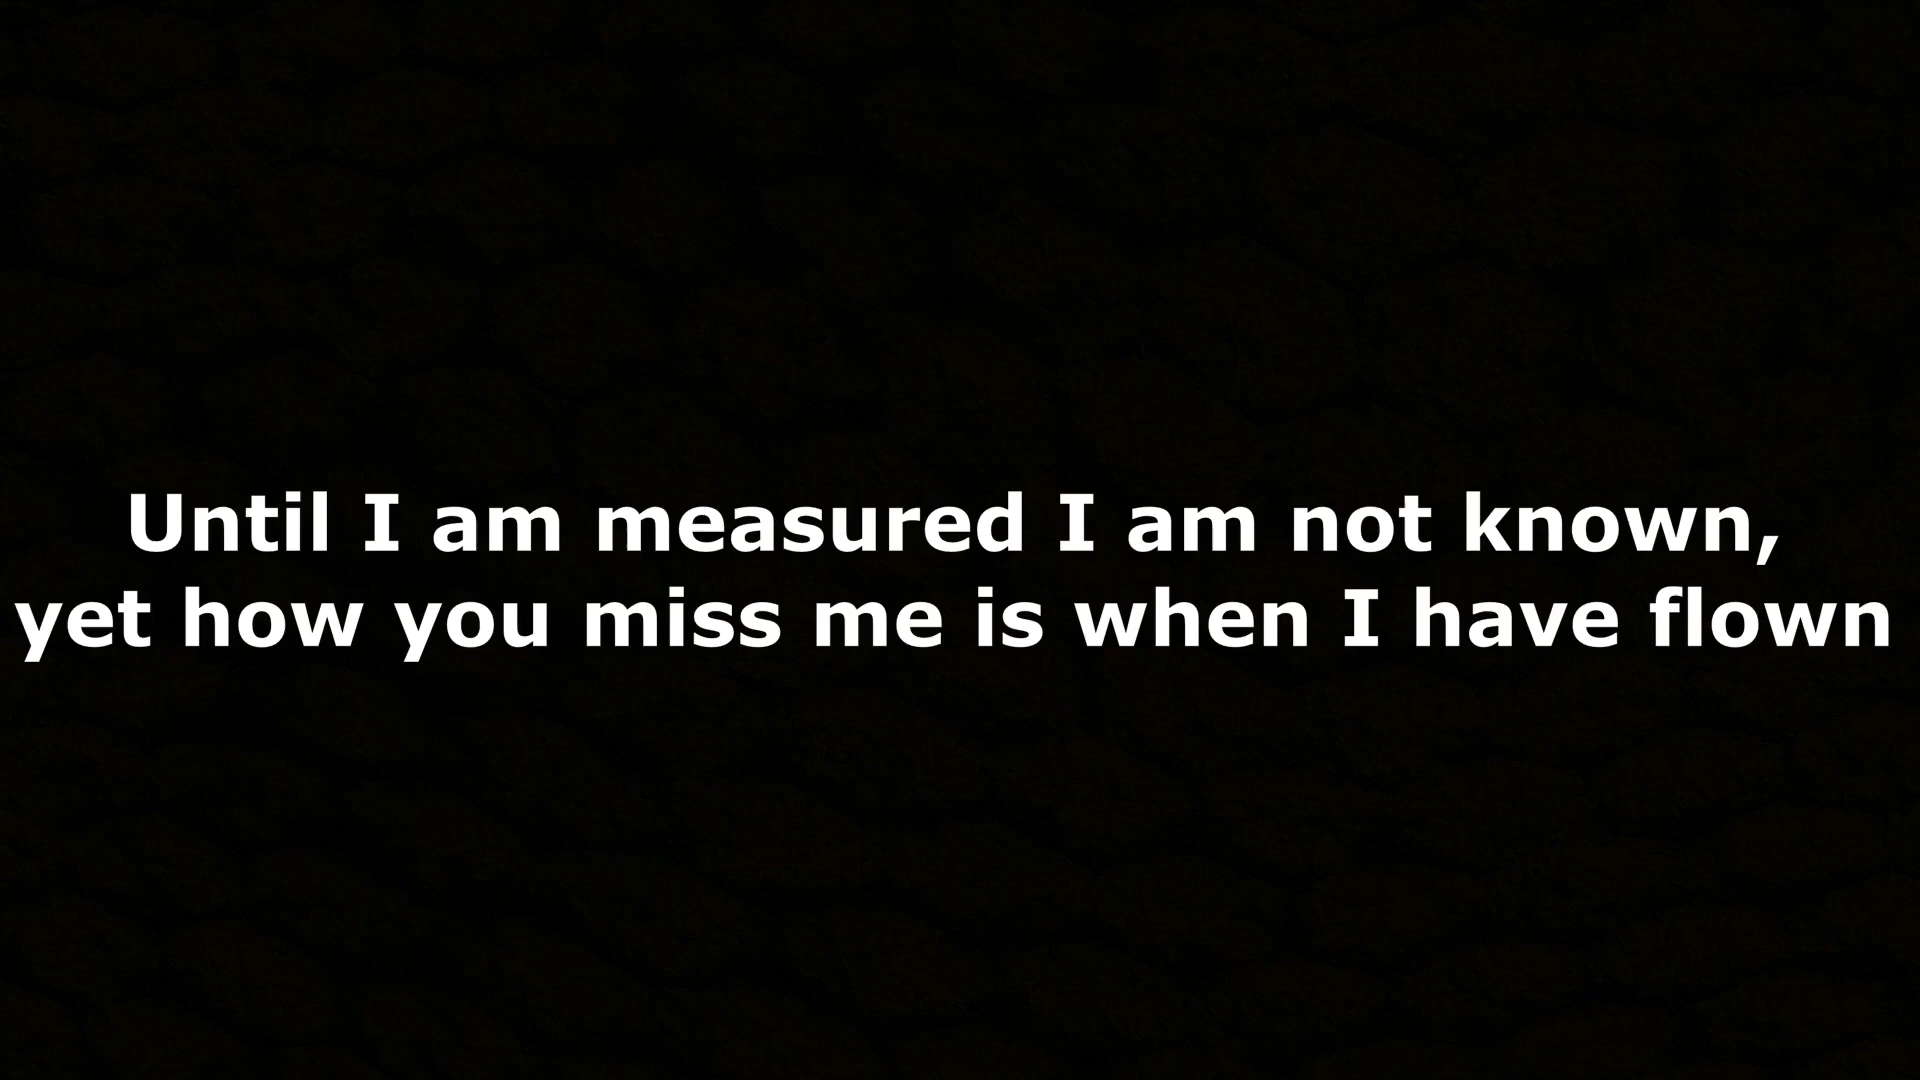 Until I am measured I am not known,
yet how you miss me is when I have flown